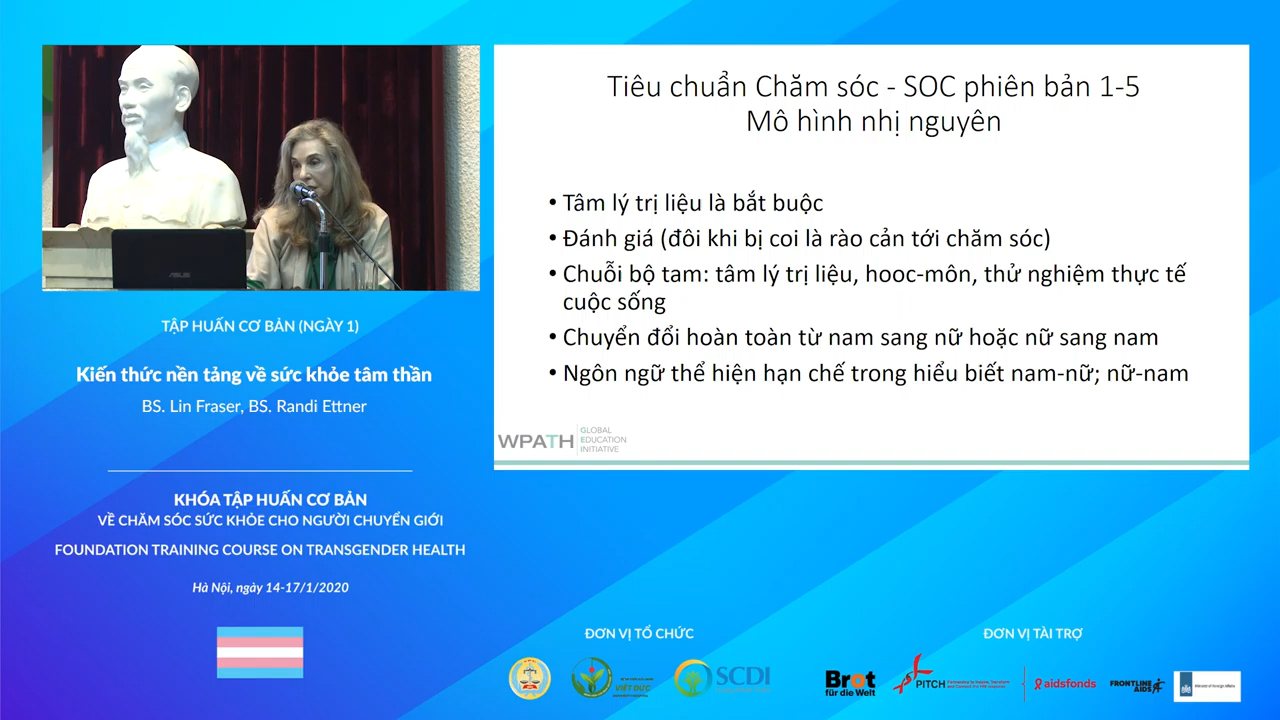 ASUS
TẬP HUẤN CƠ BẢN (NGÀY 1)
Kiến thức nền tảng về sức khỏe tâm thần
BS. Lin Fraser, BS. Randi Ettner
KHÓA TẬP HUẤN CƠ BẢN
VỀ CHĂM SÓC SỨC KHỎE CHO NGƯỜI CHUYỂN GIỚI
FOUNDATION TRAINING COURSE ON TRANSGENDER HEALTH
Hà Nội, ngày 14-17/1/2020
Tiêu chuẩn Chăm sóc - SOC phiên bản 1-5
Mô hình nhị nguyên
• Tâm lý trị liệu là bắt buộc
• Đánh giá (đôi khi bị coi là rào cản tới chăm sóc)
• Chuỗi bộ tam: tâm lý trị liệu, hooc-môn, thử nghiệm thực tế
cuộc sống
• Chuyển đổi hoàn toàn từ nam sang nữ hoặc nữ sang nam
• Ngôn ngữ thể hiện hạn chế trong hiểu biết nam-nữ; nữ-nam
WPATH
GLOBAL
EDUCATION
INITIATIVE
ĐƠN VỊ TỔ CHỨC
VIỆT ĐỨC
SCDI
ĐƠN VỊ TÀI TRỢ
Brot
für die Welt
PITCH
aidsfonds
FRONTLINE
AIDS